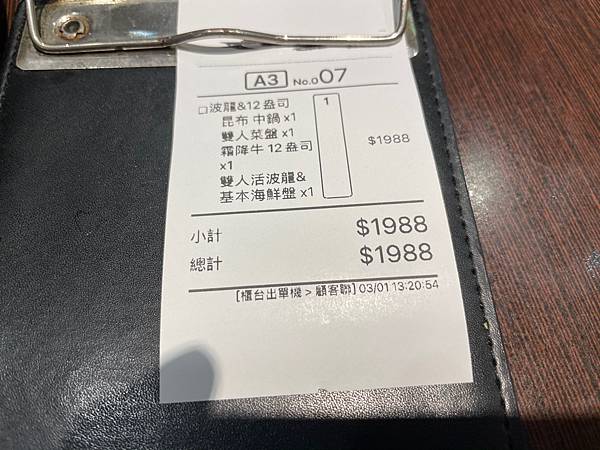 A3 No.007
□波龍&12盎司 1
昆布 中鍋 x1
雙人菜盤 x1 $1988
霜降牛 12 盎司
x1
雙人活波龍&
基本海鮮盤 x1
小計 $1988
總計 $1988
[櫃台出單機 > 顧客聯] 03/01 13:20:54